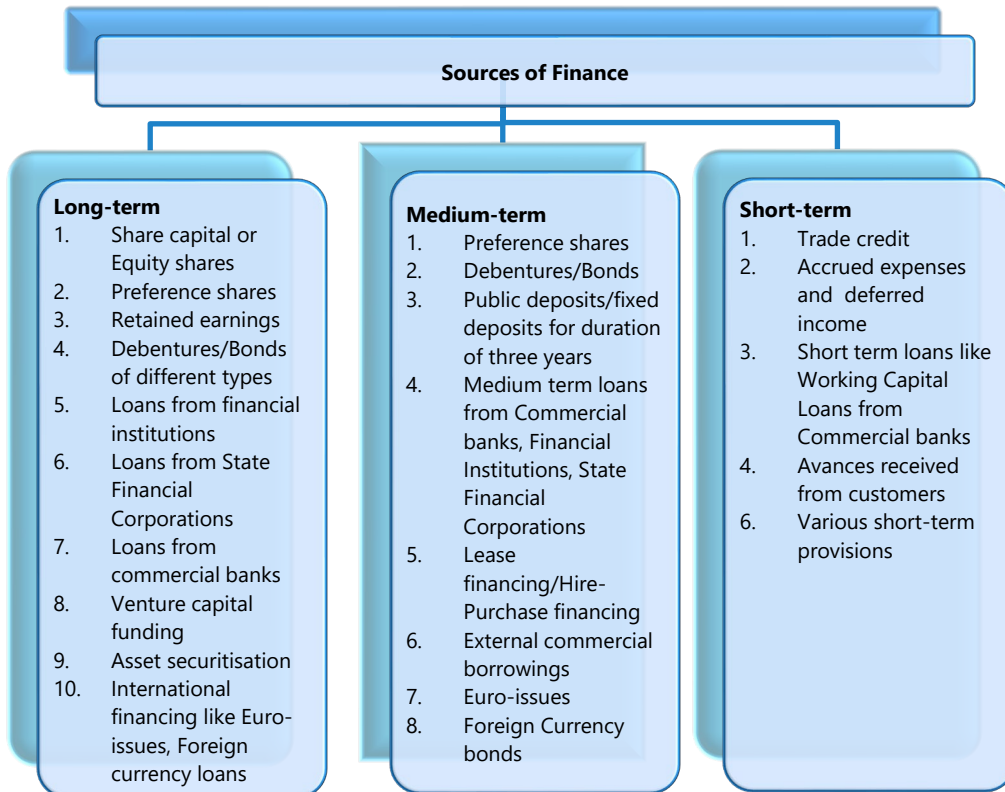 Sources of Finance
Long-term
1. Share capital or
Equity shares
2. Preference shares
3. Retained earnings
4. Debentures/Bonds
of different types
5. Loans from financial
institutions
6. Loans from State
Financial
Corporations
7. Loans from
commercial banks
8. Venture capital
funding
9. Asset securitisation
10. International
financing like Euro-
issues, Foreign
currency loans
Medium-term
1. Preference shares
2. Debentures/Bonds
3. Public deposits/fixed
deposits for duration
of three years
4. Medium term loans
from Commercial
banks, Financial
Institutions, State
Financial
Corporations
5. Lease
financing/Hire-
Purchase financing
6. External commercial
borrowings
7. Euro-issues
8. Foreign Currency
bonds
Short-term
1. Trade credit
2. Accrued expenses
and deferred
income
3. Short term loans like
Working Capital
Loans from
Commercial banks
4. Avances received
from customers
6. Various short-term
provisions